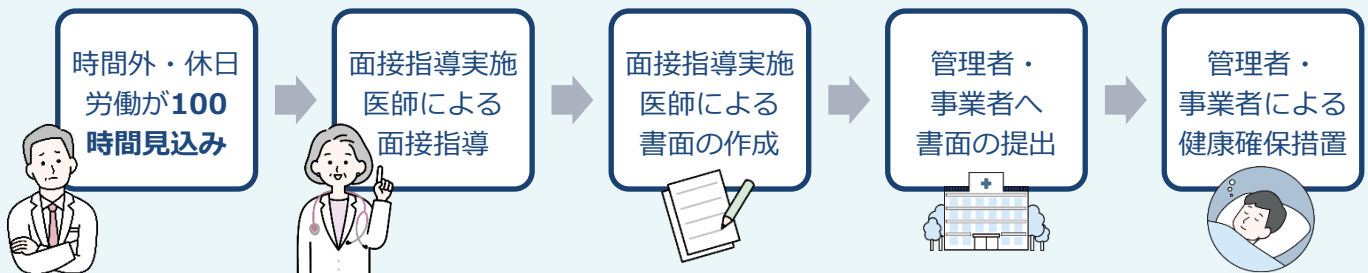 時間外・休日
労働が100
時間見込み
面接指導実施
医師による
面接指導
面接指導実施
医師による
書面の作成
管理者・
事業者へ
書面の提出
管理者・
事業者による
健康確保措置